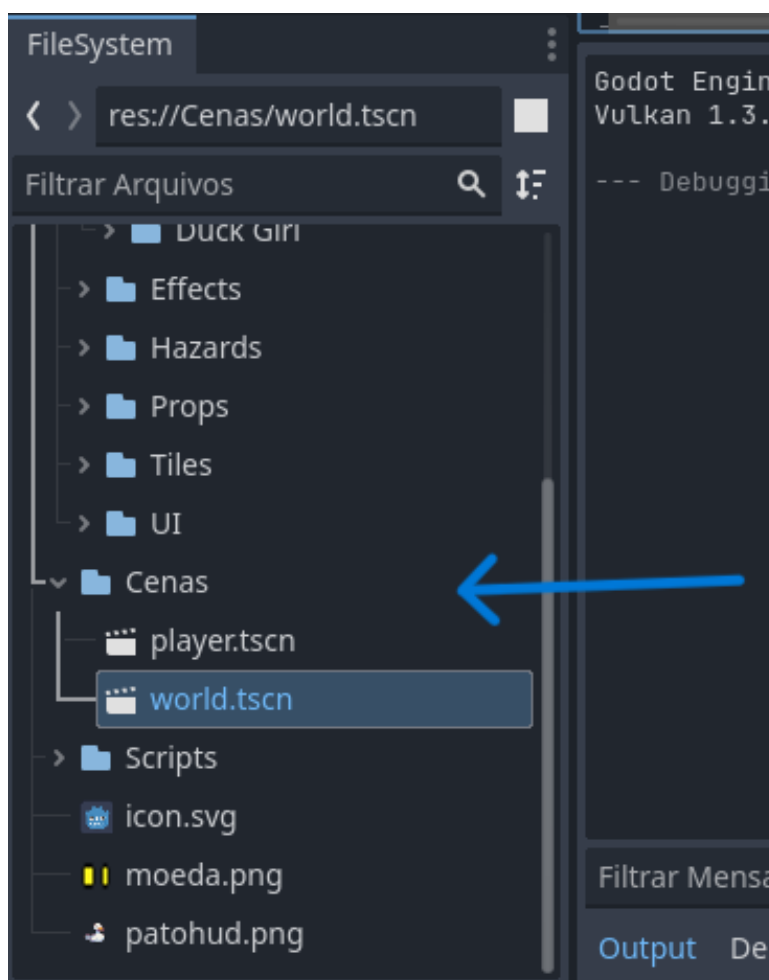 FileSystem
res://Cenas/world.tscn
Filtrar Arquivos
Duck Girl
Effects
Hazards
Props
Tiles
UI
Cenas
player.tscn
world.tscn
Scripts
icon.svg
moeda.png
patohud.png
Godot Engin
Vulkan 1.3.
--- Debuggi
Filtrar Mensa
Output De